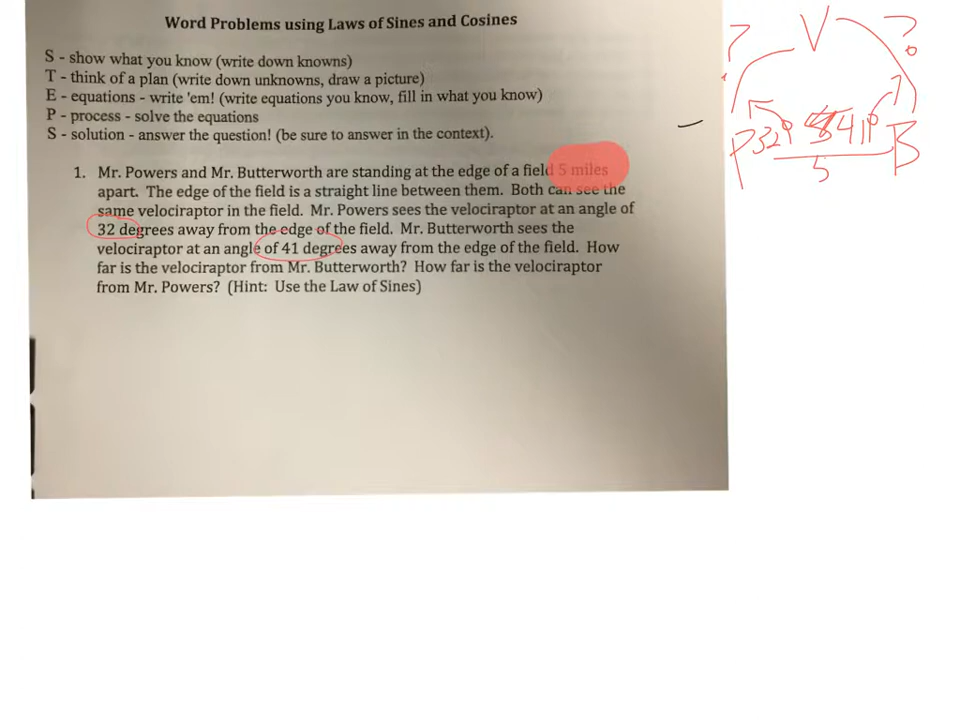 Word Problems using Laws of Sines and Cosines
S - show what you know (write down knowns)
T - think of a plan (write down unknowns, draw a picture)
E - equations - write 'em! (write equations you know, fill in what you know)
P - process - solve the equations
S - solution - answer the question! (be sure to answer in the context).
1. Mr. Powers and Mr. Butterworth are standing at the edge of a field 5 miles
apart. The edge of the field is a straight line between them. Both can see the
same velociraptor in the field. Mr. Powers sees the velociraptor at an angle of
32 degrees away from the edge of the field. Mr. Butterworth sees the
velociraptor at an angle of 41 degrees away from the edge of the field. How
far is the velociraptor from Mr. Butterworth? How far is the velociraptor
from Mr. Powers? (Hint: Use the Law of Sines)
? V ?
P 32° 41° B
5